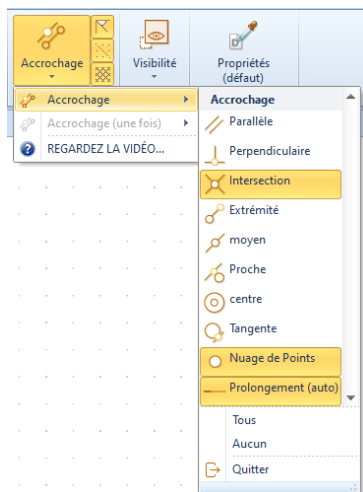 Accrochage
Visibilité
Propriétés
(défaut)
Accrochage
Accrochage (une fois)
REGARDEZ LA VIDÉO...
Accrochage
Parallèle
Perpendiculaire
Intersection
Extrémité
moyen
Proche
centre
Tangente
Nuage de Points
Prolongement (auto)
Tous
Aucun
Quitter